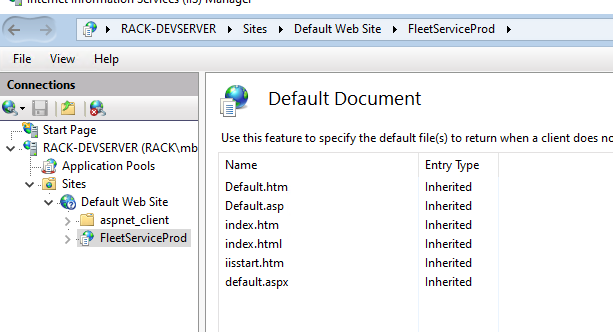 Internet Information Services (IIS) Manager
RACK-DEVSERVER Sites Default Web Site FleetServiceProd
File View Help
Connections
Start Page
RACK-DEVSERVER (RACK\mb
Application Pools
Sites
Default Web Site
aspnet_client
FleetServiceProd
Default Document
Use this feature to specify the default file(s) to return when a client does no
Name Entry Type
Default.htm Inherited
Default.asp Inherited
index.htm Inherited
index.html Inherited
iisstart.htm Inherited
default.aspx Inherited